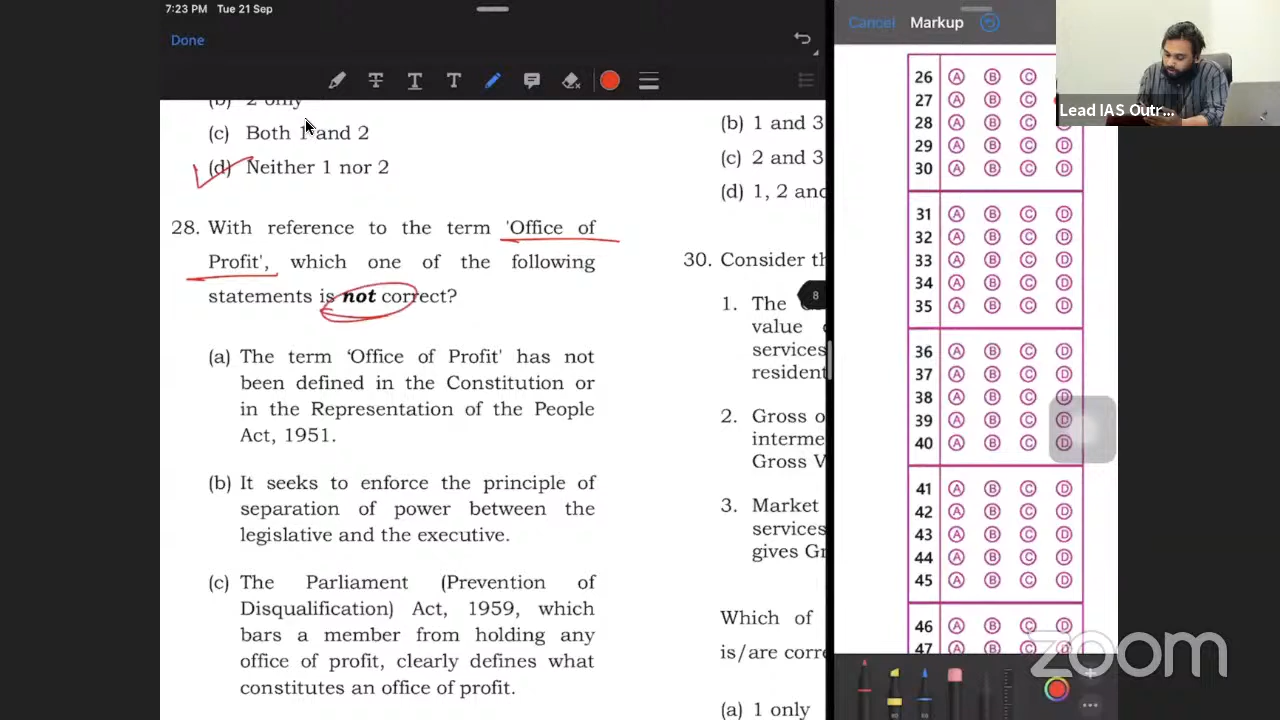 7:23 PM Tue 21 Sep
Done
(b) 2 only
(c) Both 1 and 2
(d) Neither 1 nor 2
28. With reference to the term 'Office of
Profit', which one of the following
statements is not correct?
(a) The term 'Office of Profit' has not
been defined in the Constitution or
in the Representation of the People
Act, 1951.
(b) It seeks to enforce the principle of
separation of power between the
legislative and the executive.
(c) The Parliament (Prevention of
Disqualification) Act, 1959, which
bars a member from holding any
office of profit, clearly defines what
constitutes an office of profit.
(b) 1 and 3
(c) 2 and 3
(d) 1, 2 and
30. Consider th
1. The
value
services
resident
2. Gross o
interme
Gross V
3. Market
services
gives Gr
Which of
is/are corre
(a) 1 only
8
Cancel Markup
26 A B C
27 A B C
28 A B C D
29 A B C D
30 A B C D
31 A B C D
32 A B C D
33 A B C D
34 A B C D
35 A B C D
36 A B C D
37 A B C D
38 A B C D
39 A B C D
40 A B C D
41 A B C D
42 A B C D
43 A B C D
44 A B C D
45 A B C D
46 A B C D
47 A B C D
Lead IAS Outr...
zoom